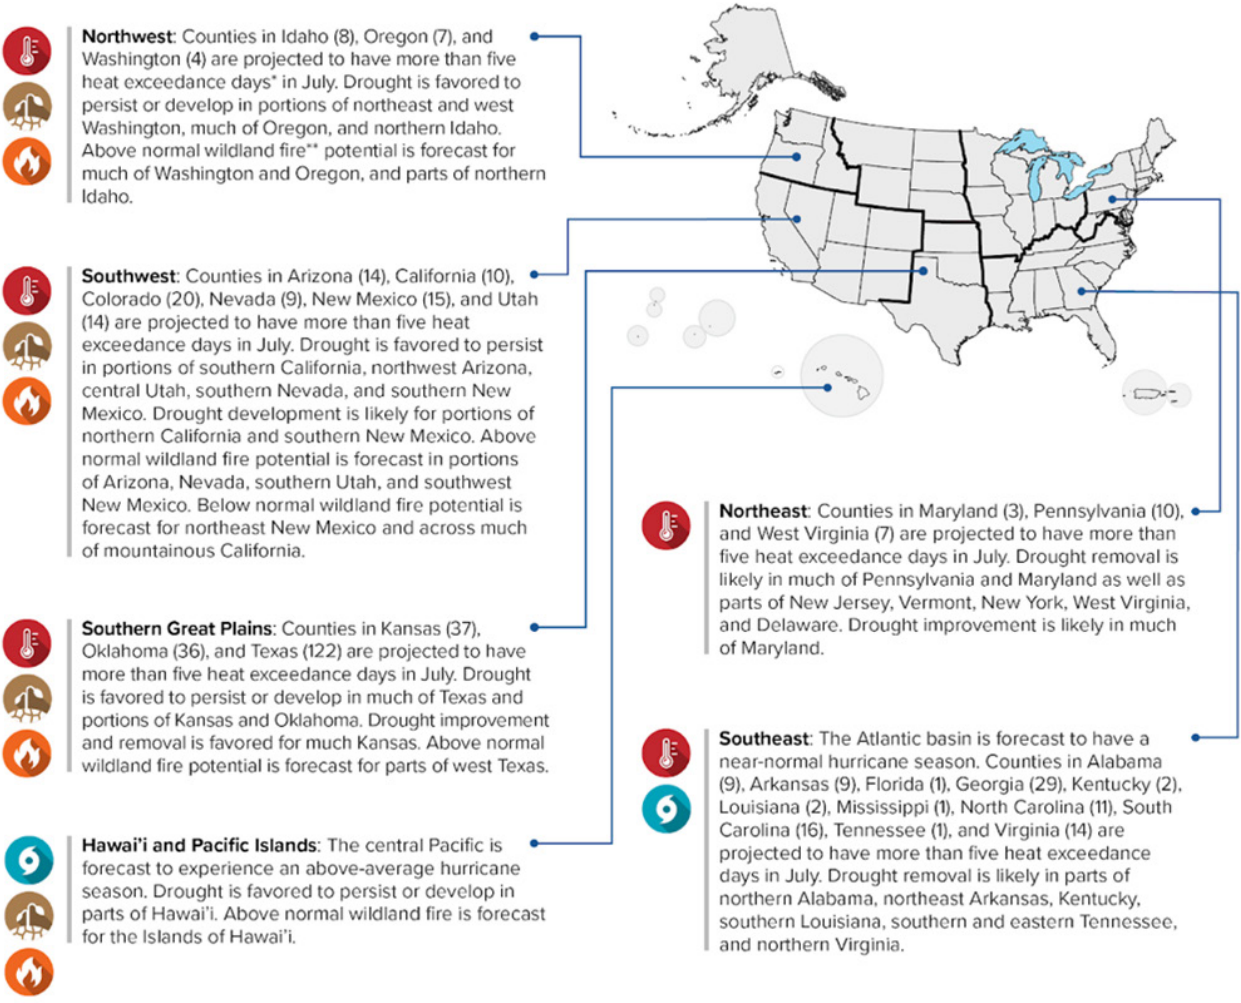 Northwest: Counties in Idaho (8), Oregon (7), and
Washington (4) are projected to have more than five
heat exceedance days* in July. Drought is favored to
persist or develop in portions of northeast and west
Washington, much of Oregon, and northern Idaho.
Above normal wildland fire** potential is forecast for
much of Washington and Oregon, and parts of northern
Idaho.
Southwest: Counties in Arizona (14), California (10),
Colorado (20), Nevada (9), New Mexico (15), and Utah
(14) are projected to have more than five heat
exceedance days in July. Drought is favored to persist
in portions of southern California, northwest Arizona,
central Utah, southern Nevada, and southern New
Mexico. Drought development is likely for portions of
northern California and southern New Mexico. Above
normal wildland fire potential is forecast in portions
of Arizona, Nevada, southern Utah, and southwest
New Mexico. Below normal wildland fire potential is
forecast for northeast New Mexico and across much
of mountainous California.
Southern Great Plains: Counties in Kansas (37),
Oklahoma (36), and Texas (122) are projected to have
more than five heat exceedance days in July. Drought
is favored to persist or develop in much of Texas and
portions of Kansas and Oklahoma. Drought improvement
and removal is favored for much Kansas. Above normal
wildland fire potential is forecast for parts of west Texas.
Hawai'i and Pacific Islands: The central Pacific is
forecast to experience an above-average hurricane
season. Drought is favored to persist or develop in
parts of Hawai'i. Above normal wildland fire is forecast
for the Islands of Hawai'i.
Northeast: Counties in Maryland (3), Pennsylvania (10),
and West Virginia (7) are projected to have more than
five heat exceedance days in July. Drought removal is
likely in much of Pennsylvania and Maryland as well as
parts of New Jersey, Vermont, New York, West Virginia,
and Delaware. Drought improvement is likely in much
of Maryland.
Southeast: The Atlantic basin is forecast to have a
near-normal hurricane season. Counties in Alabama
(9), Arkansas (9), Florida (1), Georgia (29), Kentucky (2),
Louisiana (2), Mississippi (1), North Carolina (11), South
Carolina (16), Tennessee (1), and Virginia (14) are
projected to have more than five heat exceedance
days in July. Drought removal is likely in parts of
northern Alabama, northeast Arkansas, Kentucky,
southern Louisiana, southern and eastern Tennessee,
and northern Virginia.